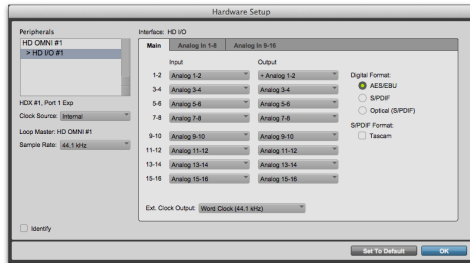 Hardware Setup
Peripherals
HD OMNI #1
> HD I/O #1
HDX #1, Port 1 Exp
Clock Source: Internal
Loop Master: HD OMNI #1
Sample Rate: 44.1 kHz
Identify
Interface: HD I/O
Main Analog In 1-8 Analog In 9-16
Input Output
1-2 Analog 1-2 + Analog 1-2
3-4 Analog 3-4 Analog 3-4
5-6 Analog 5-6 Analog 5-6
7-8 Analog 7-8 Analog 7-8
9-10 Analog 9-10 Analog 9-10
11-12 Analog 11-12 Analog 11-12
13-14 Analog 13-14 Analog 13-14
15-16 Analog 15-16 Analog 15-16
Ext. Clock Output: Word Clock (44.1 kHz)
Digital Format:
AES/EBU
S/PDIF
Optical (S/PDIF)
S/PDIF Format:
Tascam
Set To Default OK